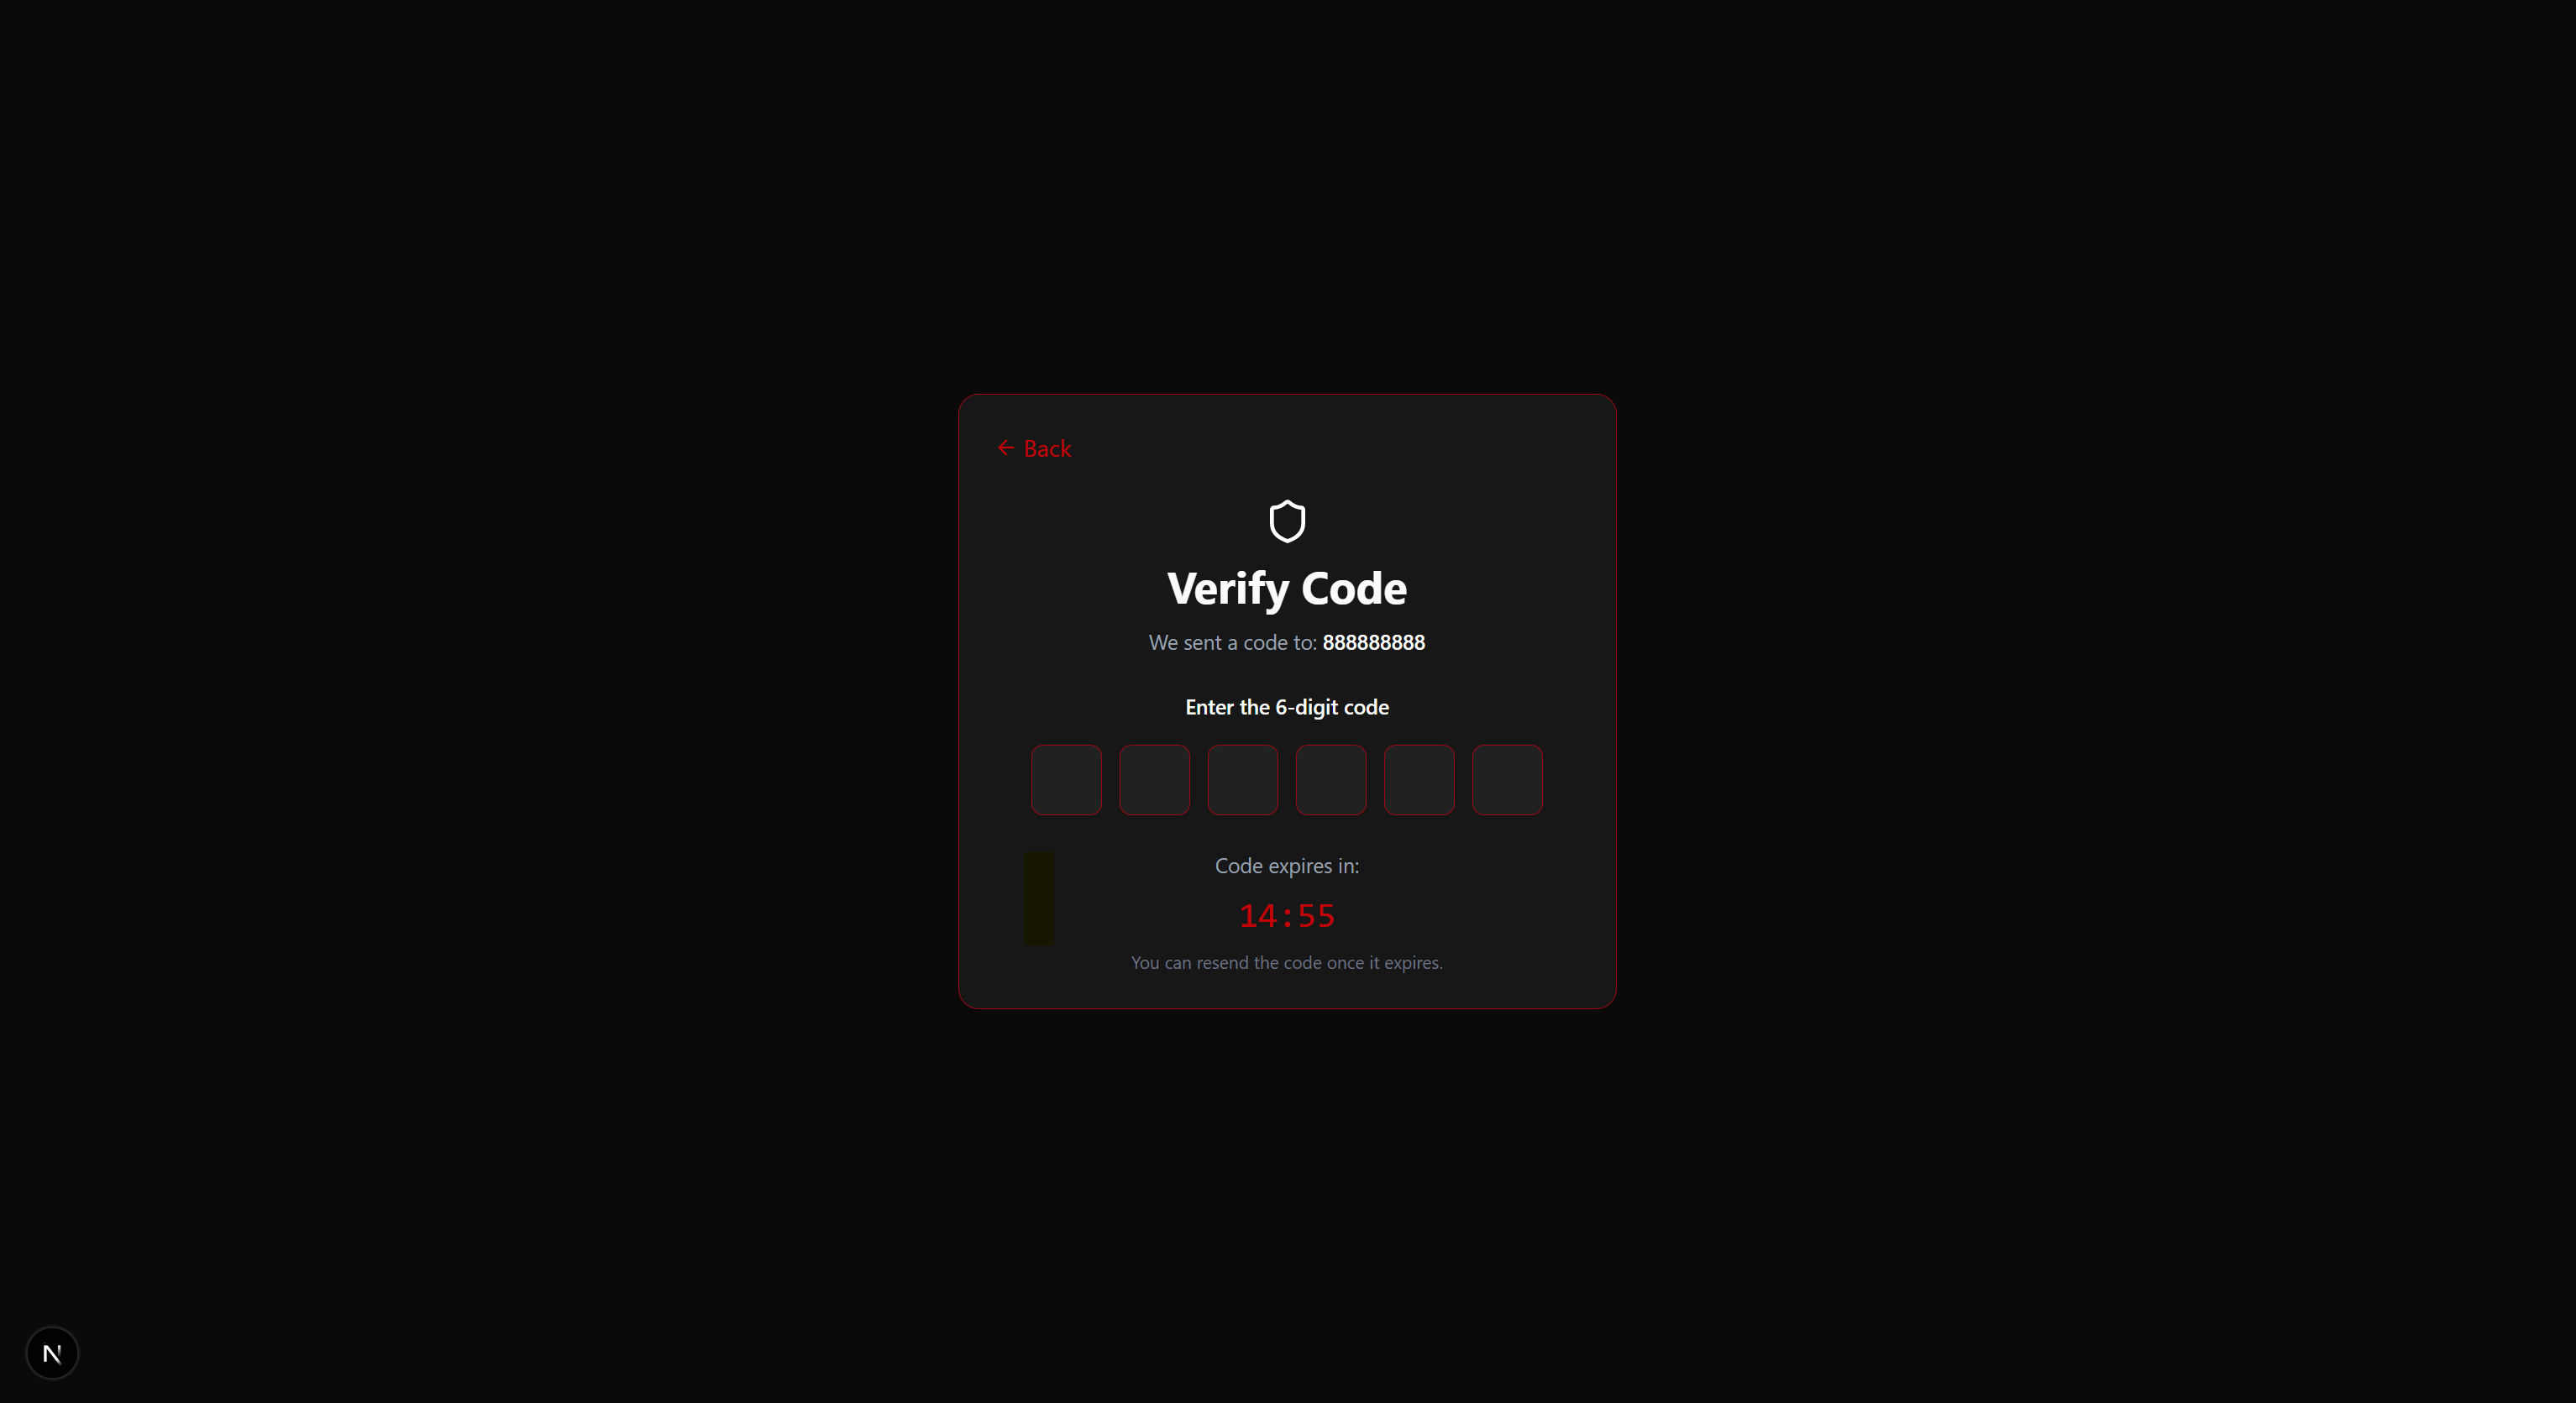 Back
Verify Code
We sent a code to: 888888888
Enter the 6-digit code
Code expires in:
14:55
You can resend the code once it expires.
N